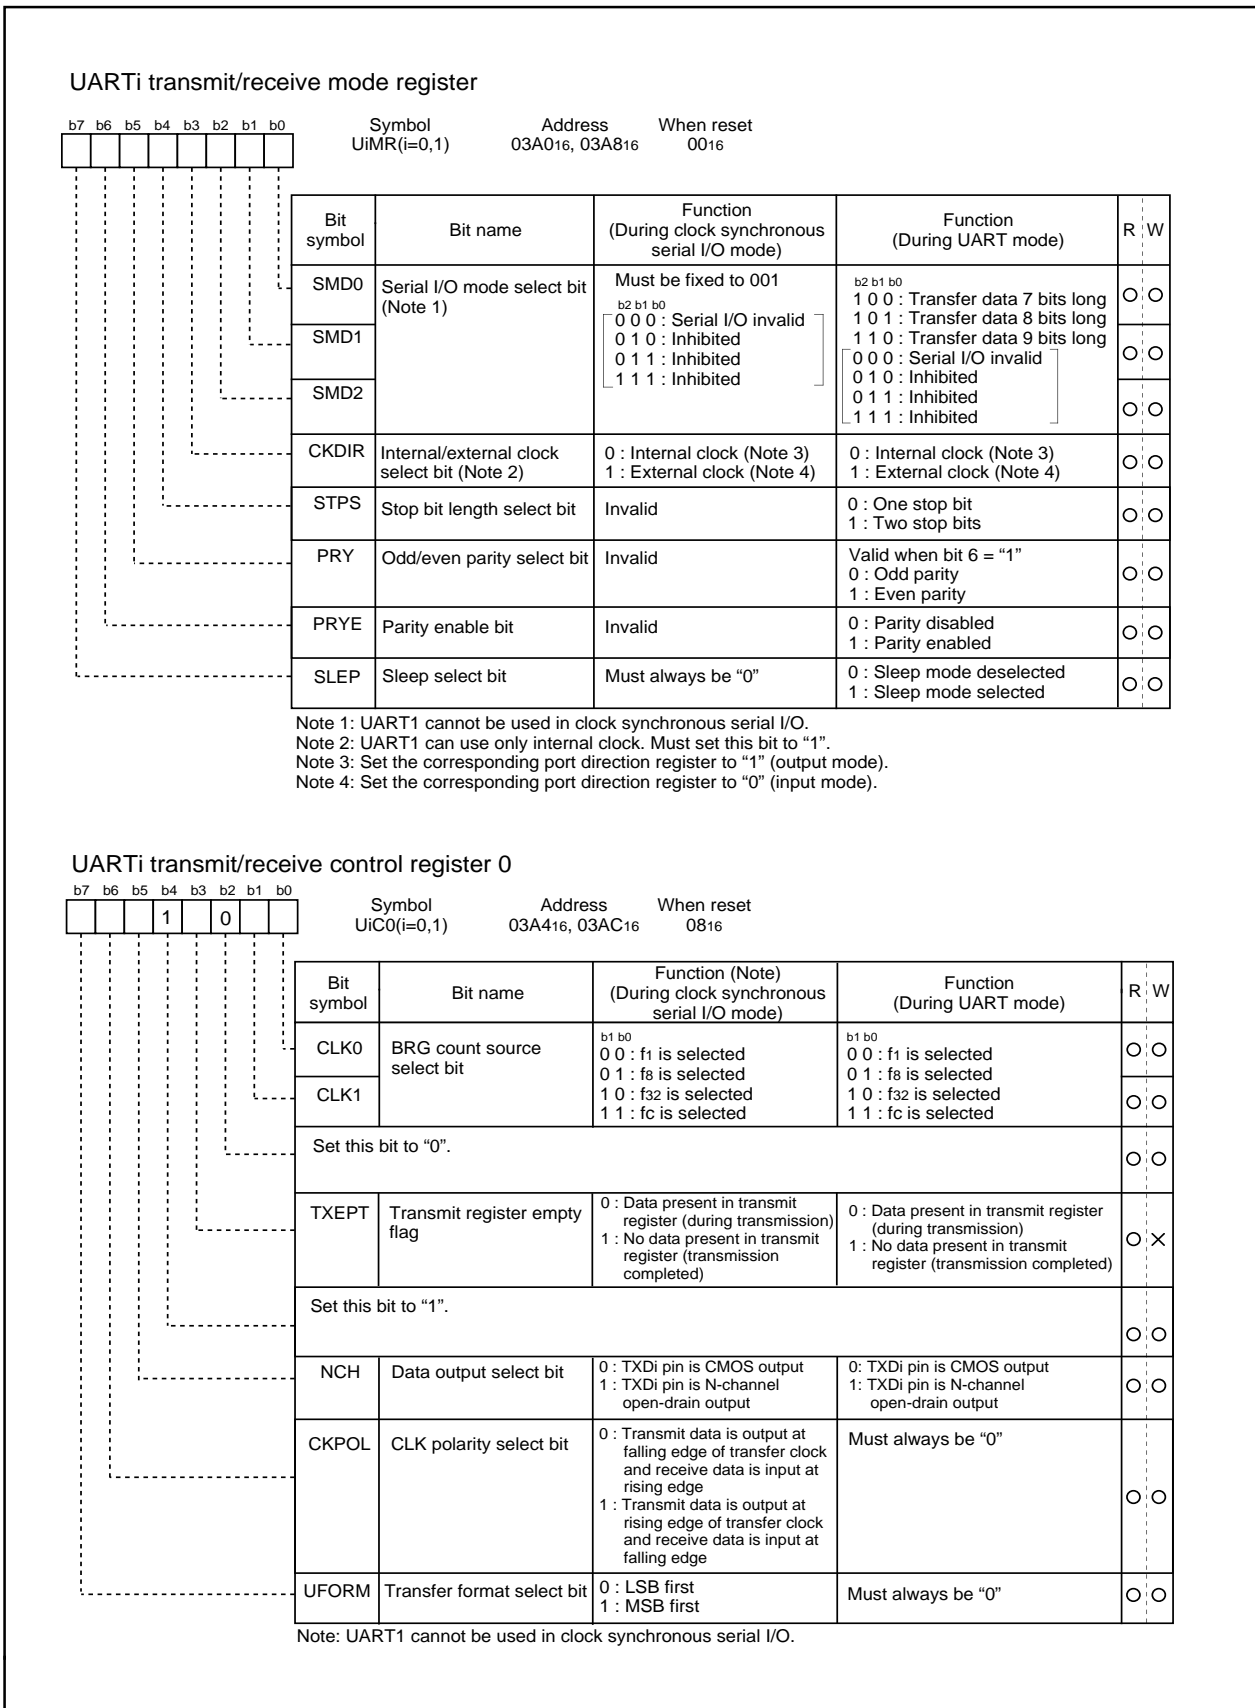 UARTi transmit/receive mode register
b7 b6 b5 b4 b3 b2 b1 b0
Symbol Address When reset
UiMR(i=0,1) 03A016, 03A816 0016
Bit symbol Bit name Function (During clock synchronous serial I/O mode) Function (During UART mode) R W
SMD0 Serial I/O mode select bit (Note 1)
SMD1
SMD2
Must be fixed to 001
b2 b1 b0
0 0 0 : Serial I/O invalid
0 1 0 : Inhibited
0 1 1 : Inhibited
1 1 1 : Inhibited
b2 b1 b0
1 0 0 : Transfer data 7 bits long
1 0 1 : Transfer data 8 bits long
1 1 0 : Transfer data 9 bits long
0 0 0 : Serial I/O invalid
0 1 0 : Inhibited
0 1 1 : Inhibited
1 1 1 : Inhibited
CKDIR Internal/external clock select bit (Note 2)
0 : Internal clock (Note 3)
1 : External clock (Note 4)
0 : Internal clock (Note 3)
1 : External clock (Note 4)
STPS Stop bit length select bit Invalid
0 : One stop bit
1 : Two stop bits
PRY Odd/even parity select bit Invalid
Valid when bit 6 = “1”
0 : Odd parity
1 : Even parity
PRYE Parity enable bit Invalid
0 : Parity disabled
1 : Parity enabled
SLEP Sleep select bit Must always be “0”
0 : Sleep mode deselected
1 : Sleep mode selected
Note 1: UART1 cannot be used in clock synchronous serial I/O.
Note 2: UART1 can use only internal clock. Must set this bit to “1”.
Note 3: Set the corresponding port direction register to “1” (output mode).
Note 4: Set the corresponding port direction register to “0” (input mode).
UARTi transmit/receive control register 0
b7 b6 b5 b4 b3 b2 b1 b0
1 0
Symbol Address When reset
UiC0(i=0,1) 03A416, 03AC16 0816
Bit symbol Bit name Function (Note) (During clock synchronous serial I/O mode) Function (During UART mode) R W
CLK0 BRG count source select bit
CLK1
b1 b0
0 0 : f1 is selected
0 1 : f8 is selected
1 0 : f32 is selected
1 1 : fc is selected
b1 b0
0 0 : f1 is selected
0 1 : f8 is selected
1 0 : f32 is selected
1 1 : fc is selected
Set this bit to “0”.
TXEPT Transmit register empty flag
0 : Data present in transmit
register (during transmission)
1 : No data present in transmit
register (transmission
completed)
0 : Data present in transmit register
(during transmission)
1 : No data present in transmit
register (transmission completed)
Set this bit to “1”.
NCH Data output select bit
0 : TXDi pin is CMOS output
1 : TXDi pin is N-channel
open-drain output
0: TXDi pin is CMOS output
1: TXDi pin is N-channel
open-drain output
CKPOL CLK polarity select bit
0 : Transmit data is output at
falling edge of transfer clock
and receive data is input at
rising edge
1 : Transmit data is output at
rising edge of transfer clock
and receive data is input at
falling edge
Must always be “0”
UFORM Transfer format select bit
0 : LSB first
1 : MSB first
Must always be “0”
Note: UART1 cannot be used in clock synchronous serial I/O.